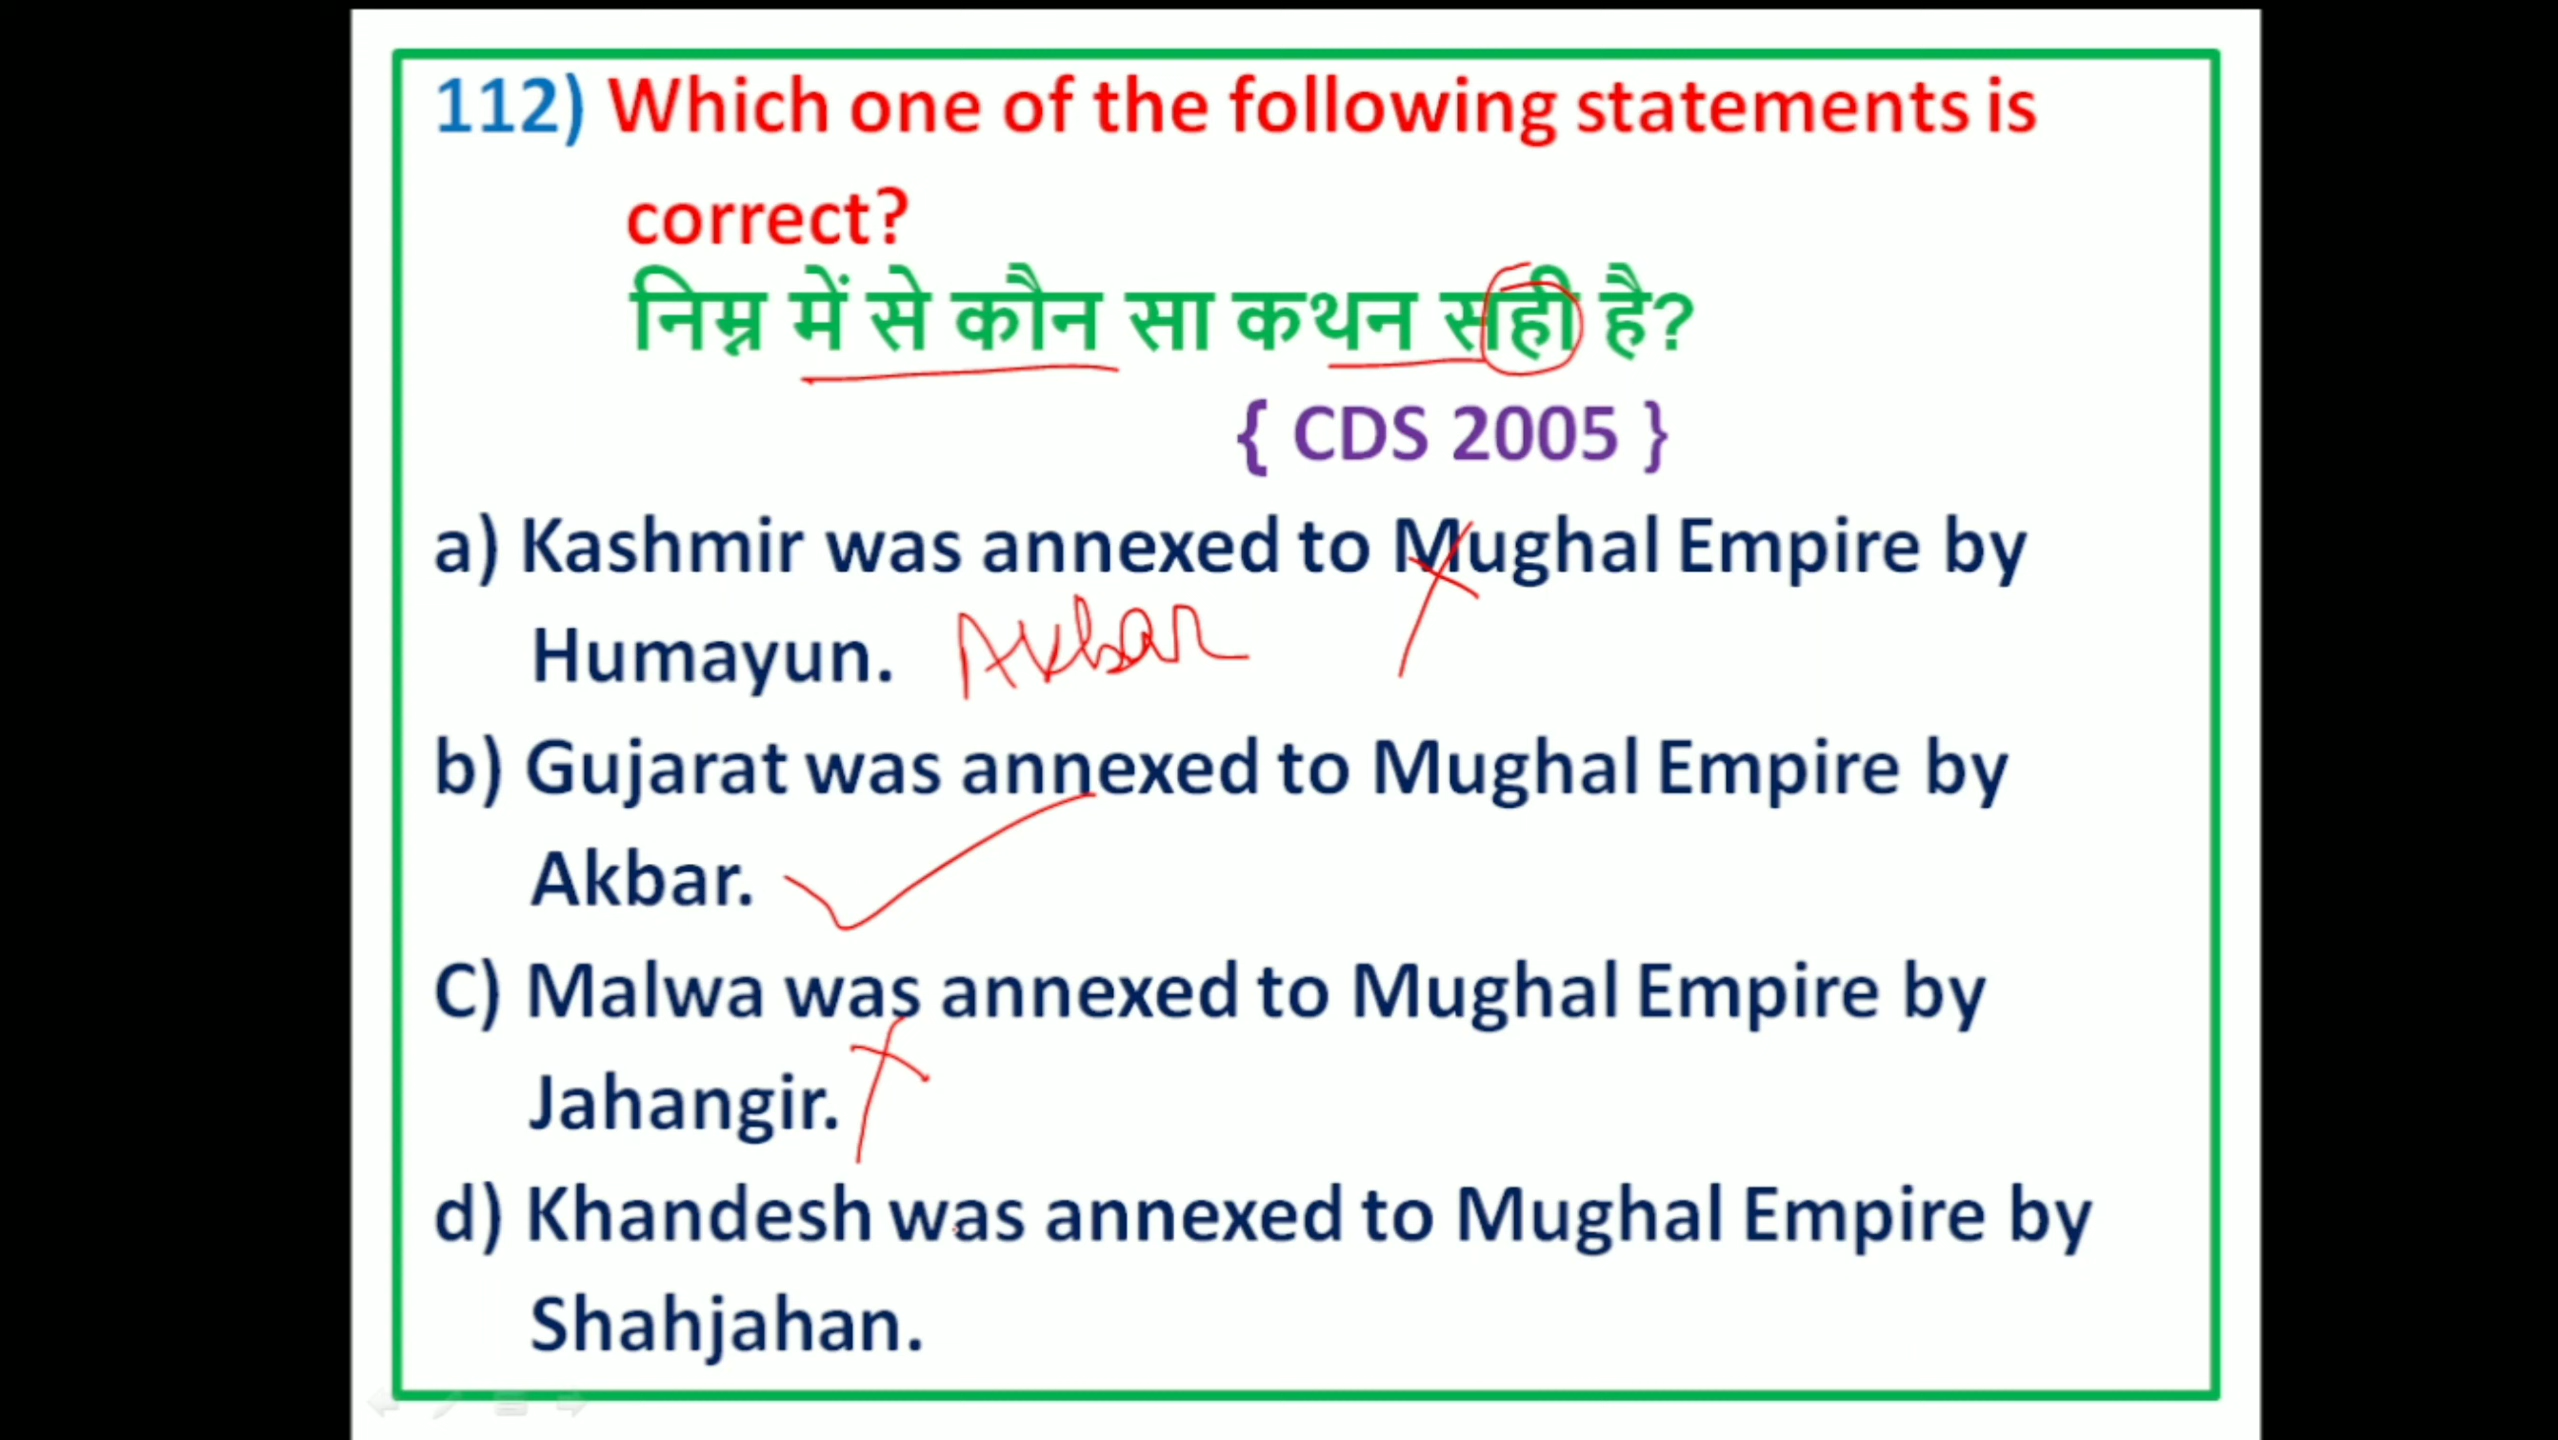 112) Which one of the following statements is
correct?
निम्न में से कौन सा कथन सही है?
{ CDS 2005 }
a) Kashmir was annexed to Mughal Empire by
Humayun. Akbar
b) Gujarat was annexed to Mughal Empire by
Akbar.
C) Malwa was annexed to Mughal Empire by
Jahangir.
d) Khandesh was annexed to Mughal Empire by
Shahjahan.